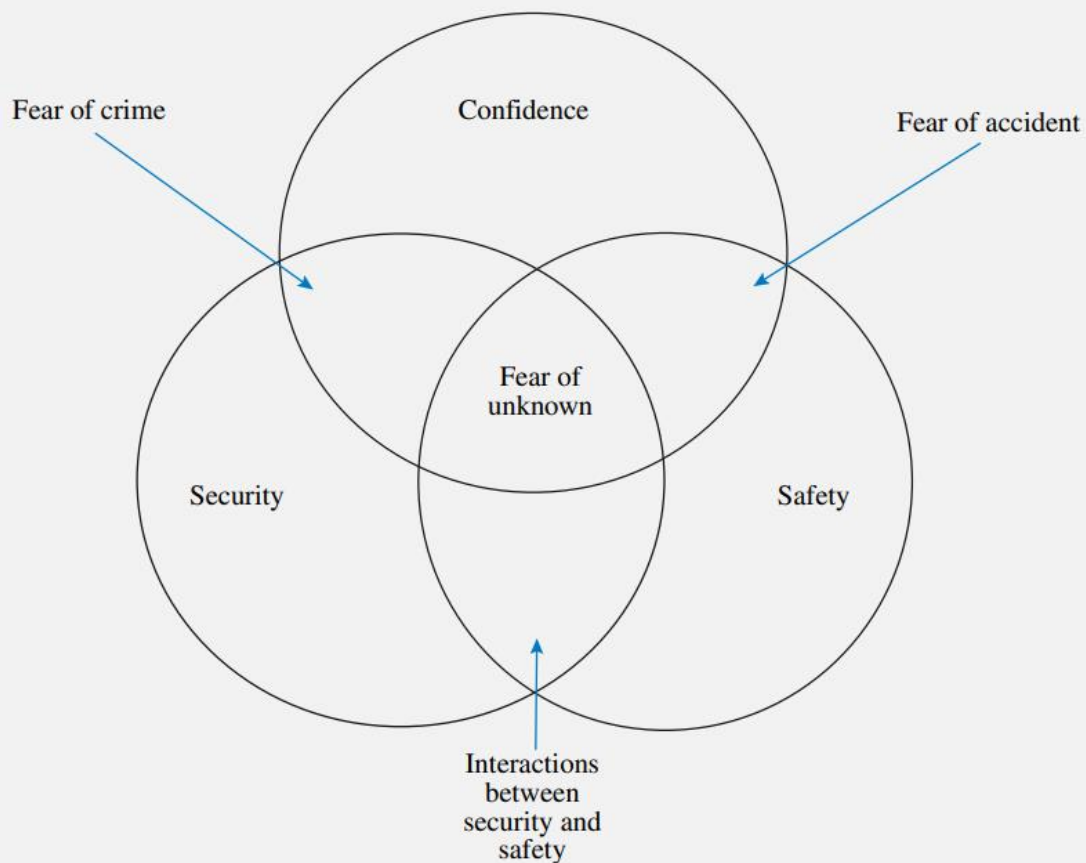 Fear of crime
Confidence
Fear of accident
Fear of
unknown
Security
Safety
Interactions
between
security and
safety